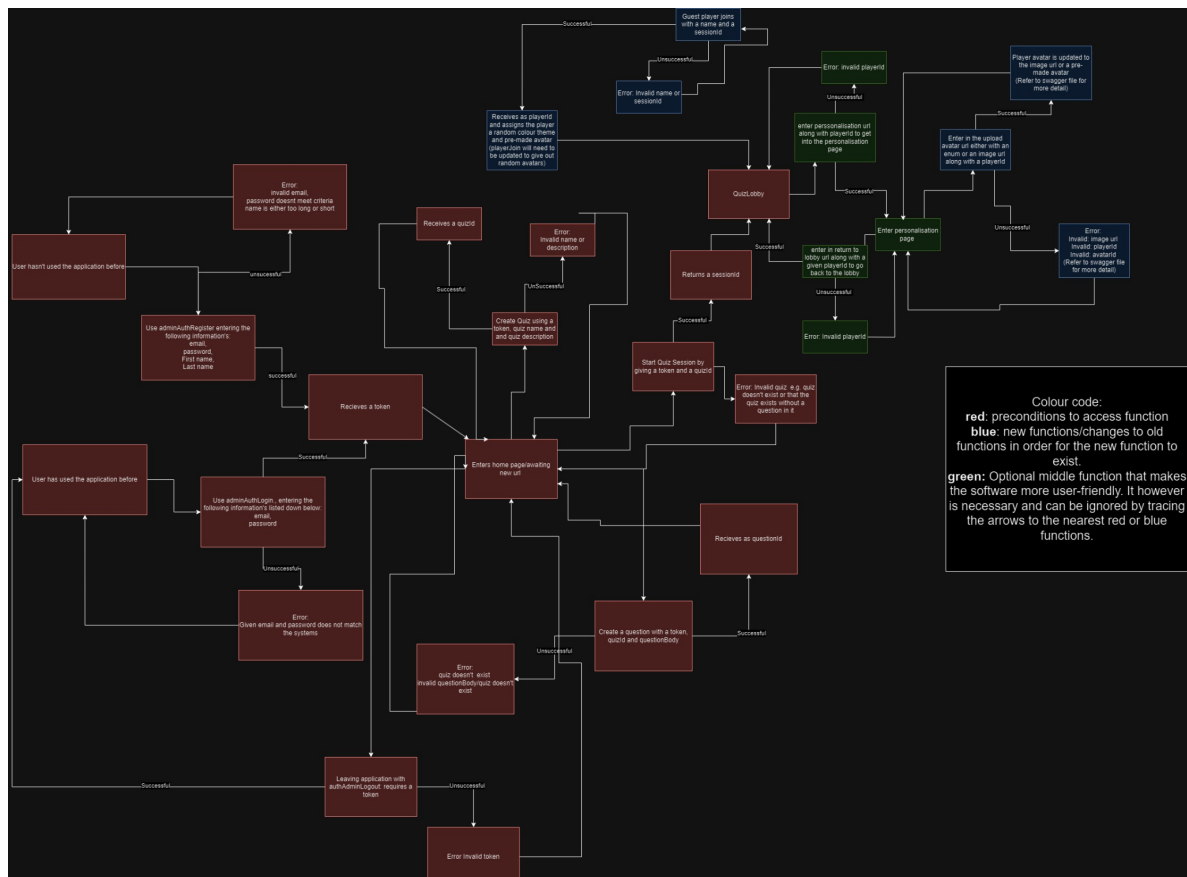 Guest player joins
with a name and a
sessionId
Successful
Unsuccessful
Error: Invalid name or
sessionId
Receives as playerId
and assigns the player
a random colour theme
and pre-made avatar
(playerJoin will need to
be updated to give out
random avatars)
Error: invalid playerId
Unsuccessful
enter perssonalisation url
along with playerId to get
into the personalisation
page
Successful
Player avatar is updated to
the image url or a pre-
made avatar
(Refer to swagger file for
more detail)
Successful
Enter in the upload
avatar url either with an
enum or an image url
along with a playerId
Unsuccessful
Error:
Invalid: image url
Invalid: playerId
Invalid: avatarId
(Refer to swagger file
for more detail)
QuizLobby
Enter personalisation
page
Successful
enter in return to
lobby url along with a
given playerId to go
back to the lobby
Unsuccessful
Error: Invalid playerId
Error:
invalid email,
password doesnt meet criteria
name is either too long or short
User hasn't used the application before
unsucessful
Use adminAuthRegister entering the
following information's:
email,
password,
First name,
Last name
successful
Receives a quizId
Error:
Invalid name or
description
Successful
UnSuccessful
Create Quiz using a
token, quiz name and
and quiz description
Returns a sessionId
Successful
Start Quiz Session by
giving a token and a quizId
Error: Invalid quiz e.g. quiz
doesn't exist or that the
quiz exists without a
question in it
Recieves a token
Successful
Enters home page/awaiting
new url
User has used the application before
Use adminAuthLogin , entering the
following information's listed down below.
email,
password
Unsuccessful
Error:
Given email and password does not match
the systems
Recieves as questionId
Create a question with a token,
quizId and questionBody
Successful
Unsuccessful
Error:
quiz doesn't exist
invalid questionBody/quiz doesn't
exist
Leaving application with
authAdminLogout: requires a
token
Successful
Unsuccessful
Error Invalid token
Colour code:
red: preconditions to access function
blue: new functions/changes to old
functions in order for the new function to
exist.
green: Optional middle function that makes
the software more user-friendly. It however
is necessary and can be ignored by tracing
the arrows to the nearest red or blue
functions.